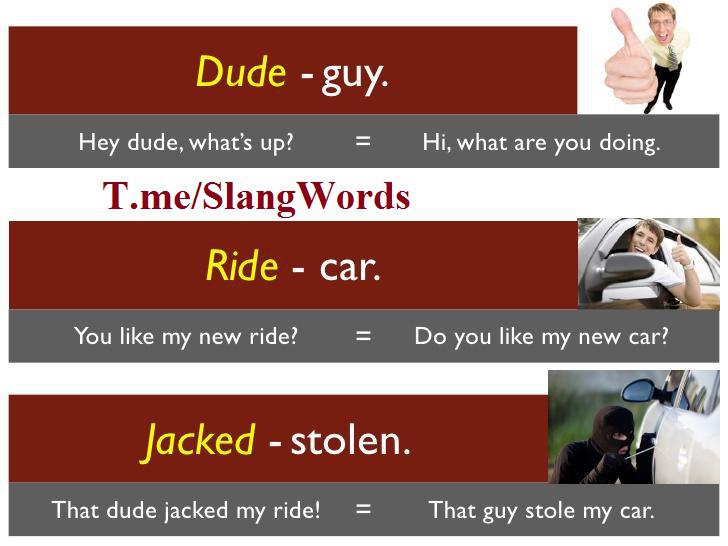 Dude - guy.
Hey dude, what's up? = Hi, what are you doing.
T.me/SlangWords
Ride - car.
You like my new ride? = Do you like my new car?
Jacked - stolen.
That dude jacked my ride! = That guy stole my car.